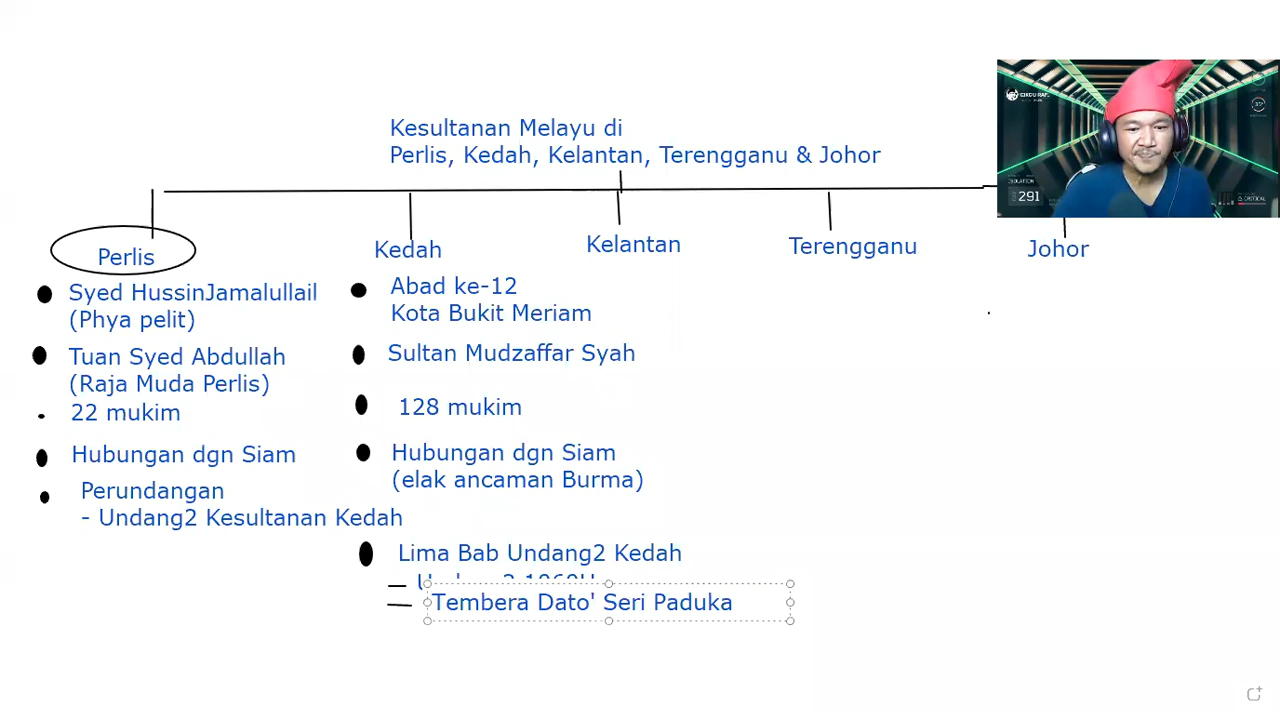 Kesultanan Melayu di
Perlis, Kedah, Kelantan, Terengganu & Johor
Perlis
Kedah
Kelantan
Terengganu
Johor
Syed HussinJamalullail
(Phya pelit)
Tuan Syed Abdullah
(Raja Muda Perlis)
22 mukim
Hubungan dgn Siam
Perundangan
- Undang2 Kesultanan Kedah
Abad ke-12
Kota Bukit Meriam
Sultan Mudzaffar Syah
128 mukim
Hubungan dgn Siam
(elak ancaman Burma)
Lima Bab Undang2 Kedah
Tembera Dato' Seri Paduka
291
CRITICAL